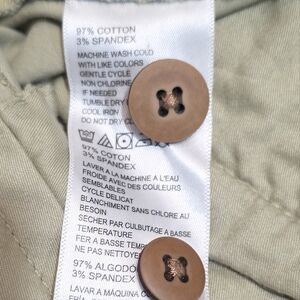 97% COTTON
3% SPANDEX
MACHINE WASH COLD
WITH LIKE COLORS
GENTLE CYCLE
NON CHLORINE
IF NEEDED
TUMBLE DRY
COOL IRON
DO NOT DRY CL
97% COTON
3% SPANDEX
LAVER A LA MACHINE A L'EAU
FROIDE AVEC DES COULEURS
SEMBLABLES
CYCLE DELICAT
BLANCHIMENT SANS CHLORE AU
BESOIN
SECHER PAR CULBUTAGE A BASSE
TEMPERATURE
FER A BASSE
NE PAS NETTOYE
97% ALGODÓ
3% SPANDEX
LAVAR A MÁQUINA